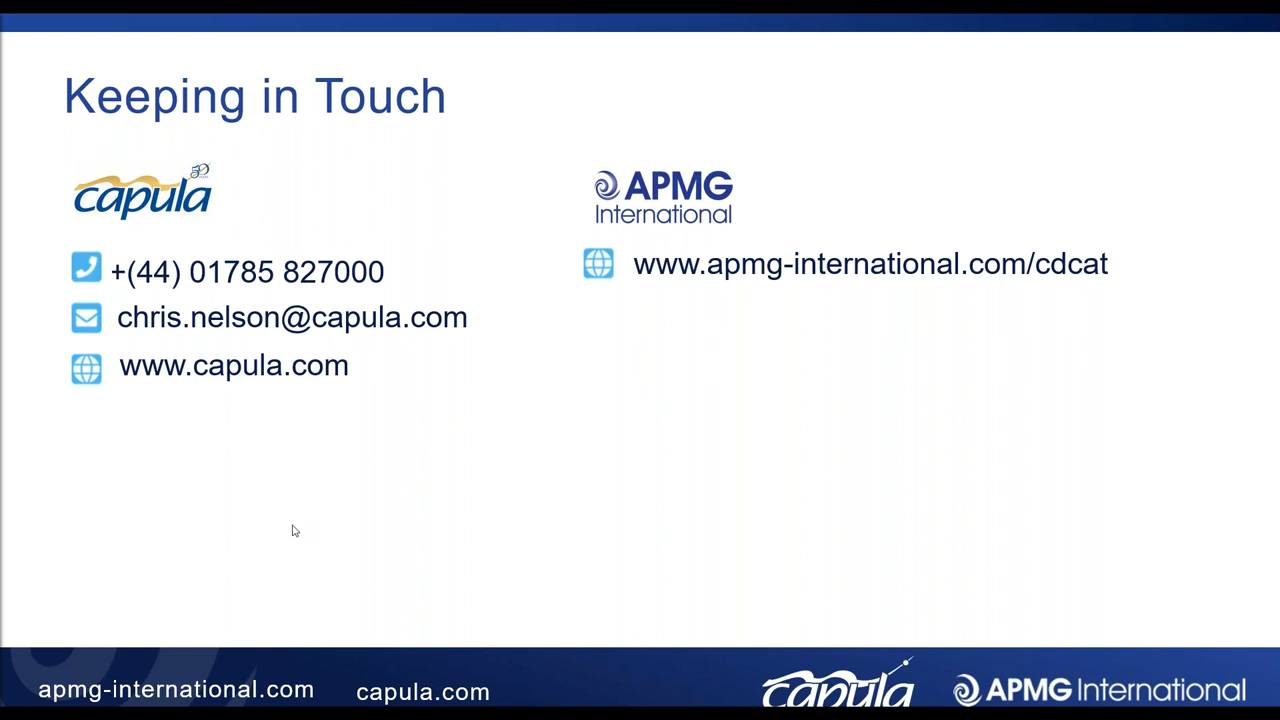 Keeping in Touch
capula
+(44) 01785 827000
chris.nelson@capula.com
www.capula.com
APMG
International
www.apmg-international.com/cdcat
apmg-international.com
capula.com
capula
APMG International